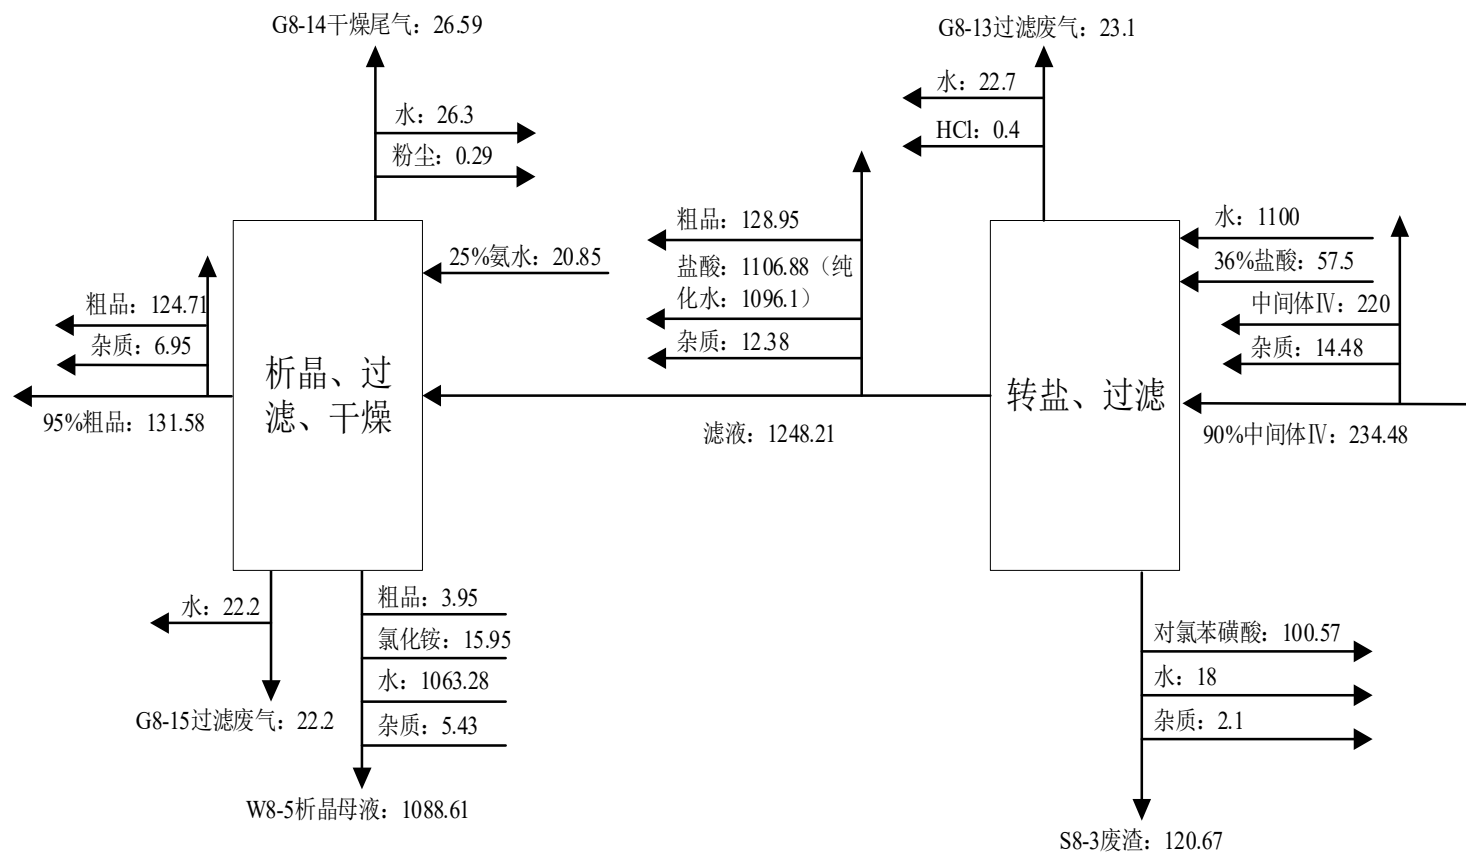 G8-14干燥尾气：26.59
G8-13过滤废气：23.1
水：26.3
粉尘：0.29
水：22.7
HCl：0.4
粗品：128.95
盐酸：1106.88（纯
化水：1096.1）
杂质：12.38
水：1100
36%盐酸：57.5
中间体Ⅳ：220
杂质：14.48
25%氨水：20.85
粗品：124.71
杂质：6.95
析晶、过
滤、干燥
转盐、过滤
95%粗品：131.58
滤液：1248.21
90%中间体Ⅳ：234.48
水：22.2
G8-15过滤废气：22.2
粗品：3.95
氯化铵：15.95
水：1063.28
杂质：5.43
W8-5析晶母液：1088.61
对氯苯磺酸：100.57
水：18
杂质：2.1
S8-3废渣：120.67